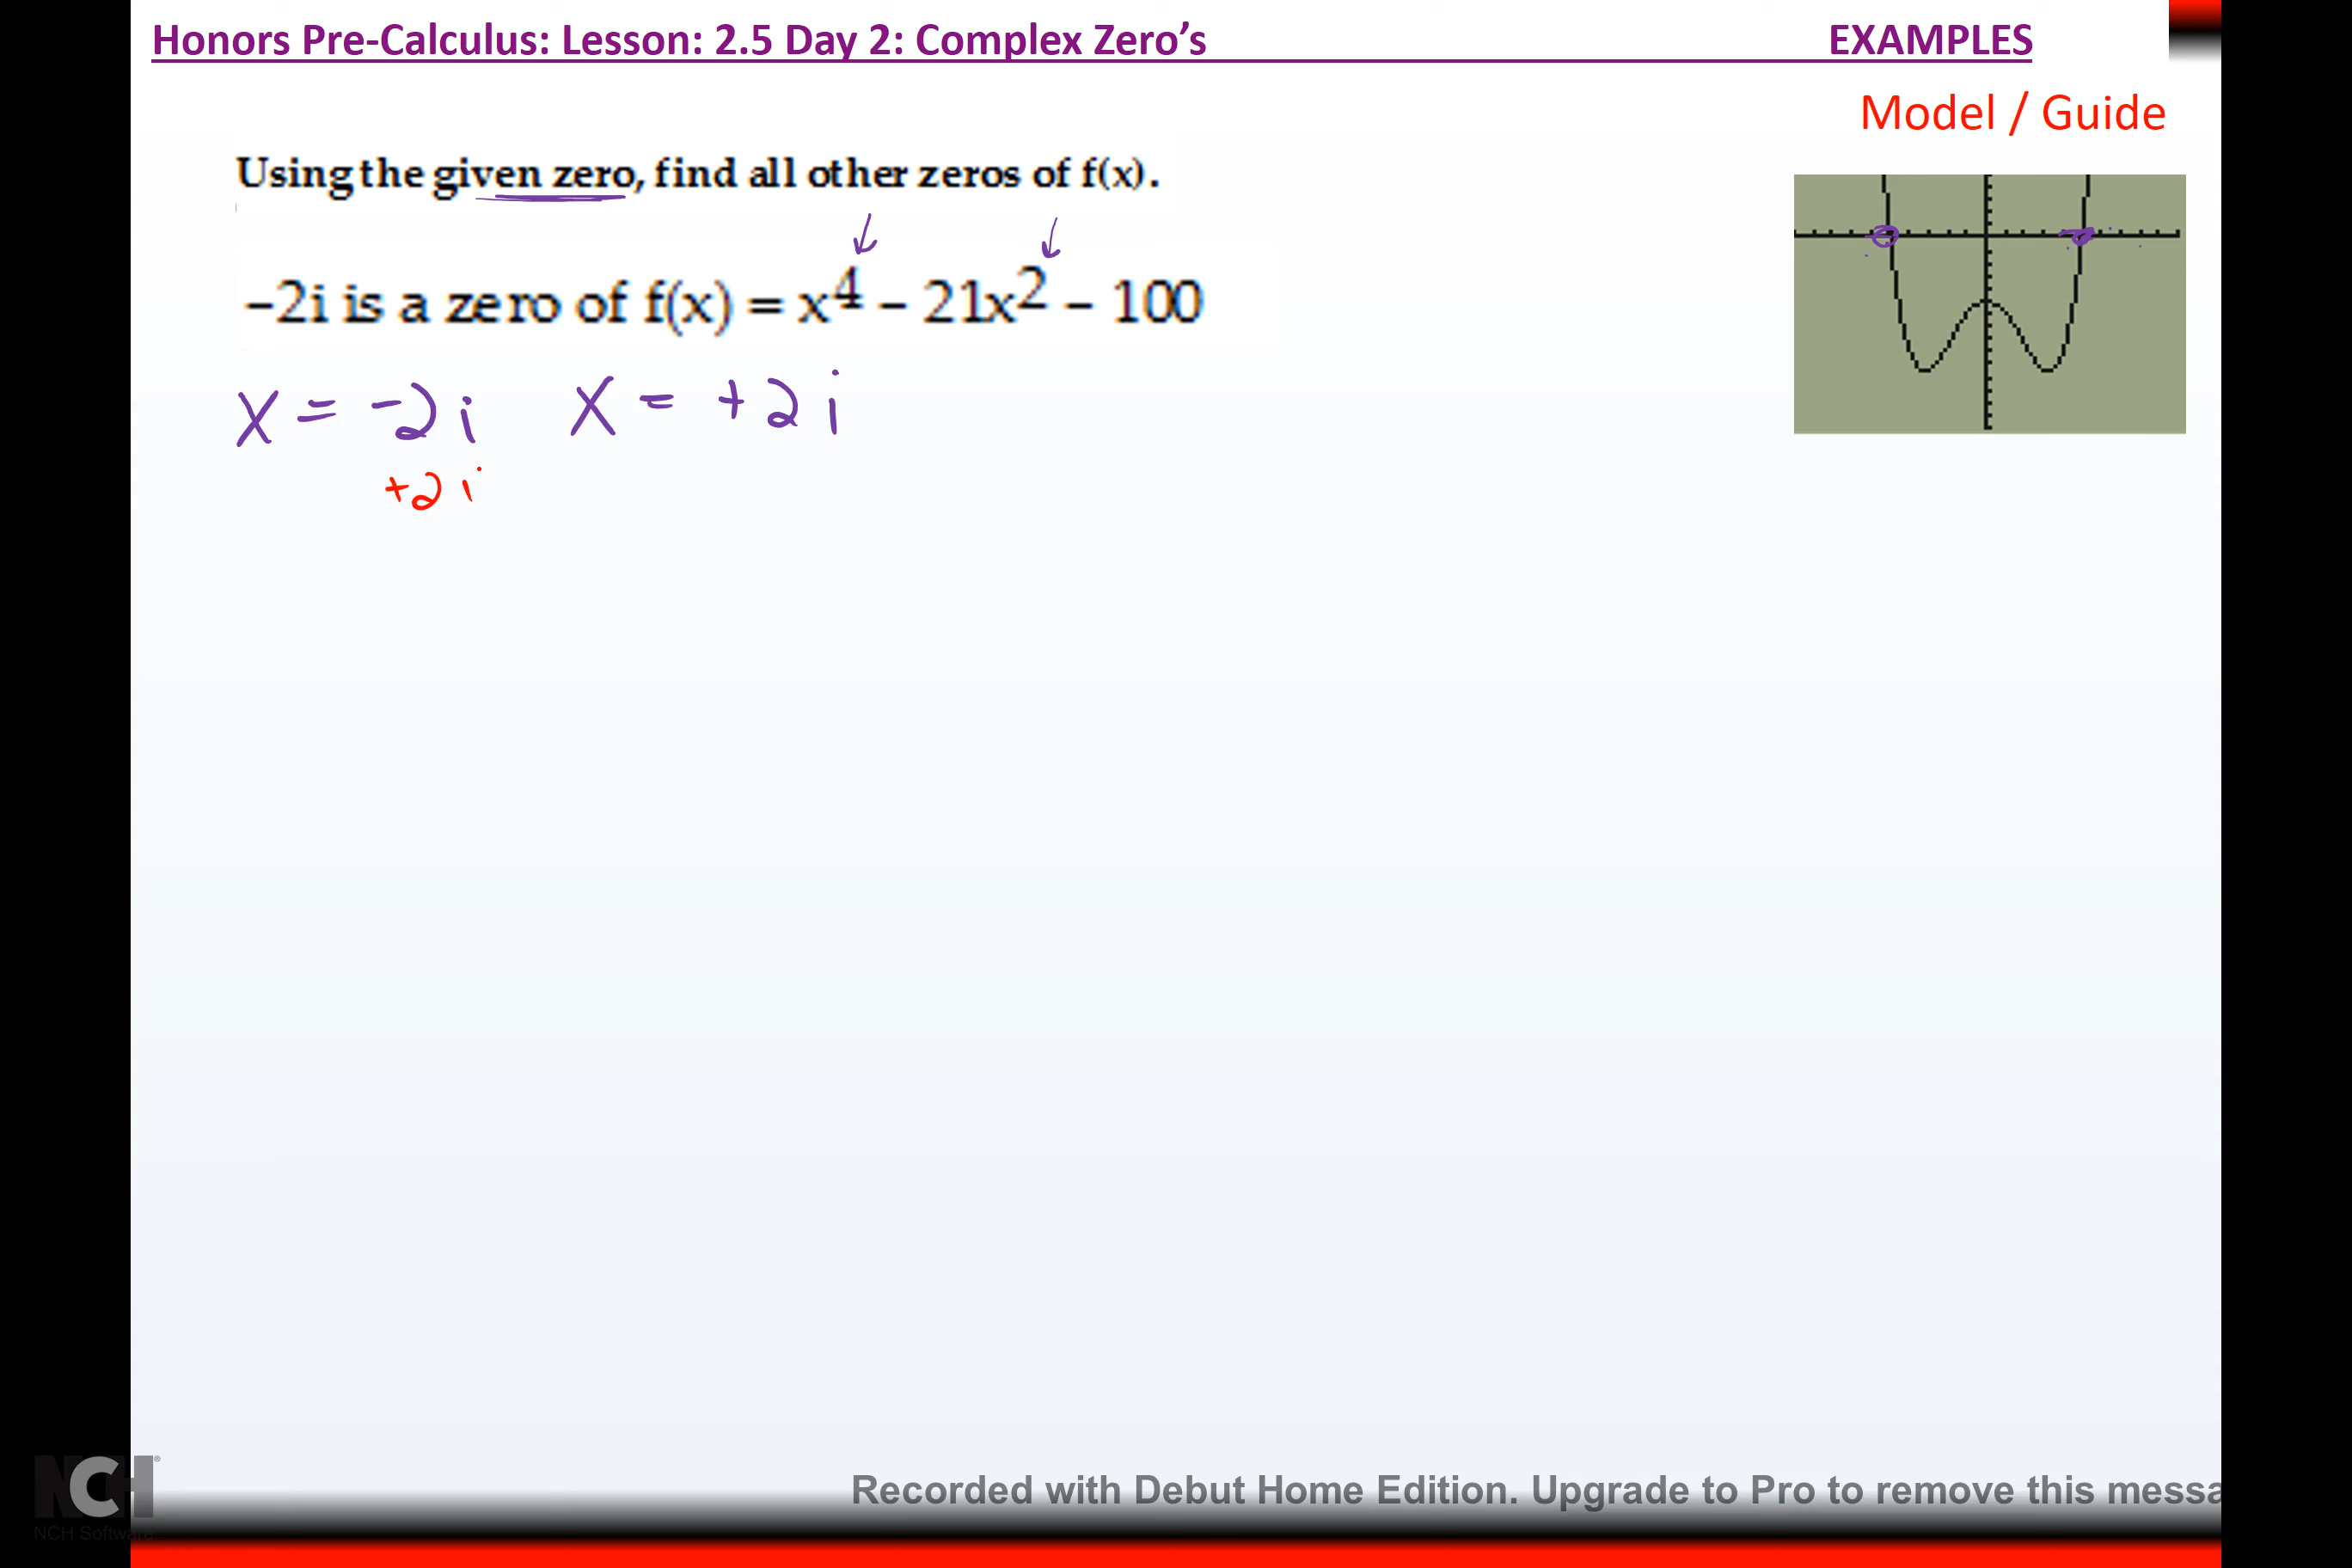 Honors Pre-Calculus: Lesson: 2.5 Day 2: Complex Zero’s EXAMPLES
Model / Guide
Using the given zero, find all other zeros of f(x).
-2i is a zero of f(x) = x⁴ - 21x² - 100
x = -2i x = +2i
+2i
NCH®
NCH Software
Recorded with Debut Home Edition. Upgrade to Pro to remove this messa